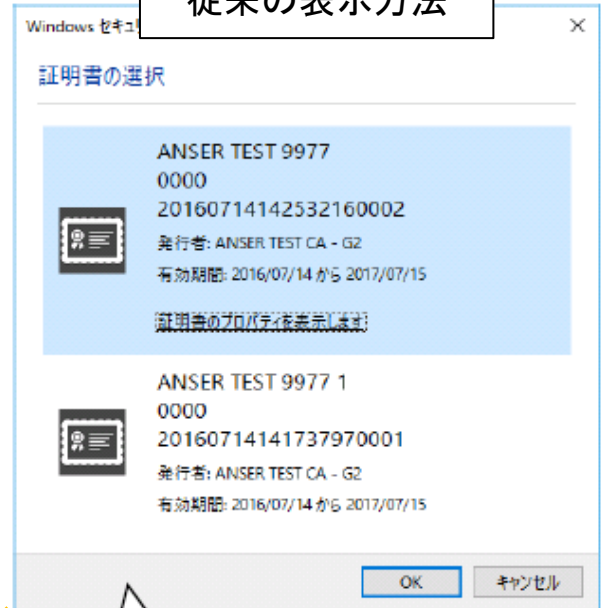 従来の表示方法
Windows セキュ
証明書の選択
ANSER TEST 9977
0000
20160714142532160002
発行者: ANSER TEST CA - G2
有効期間: 2016/07/14 から 2017/07/15
証明書のプロパティを表示します
ANSER TEST 9977 1
0000
20160714141737970001
発行者: ANSER TEST CA - G2
有効期間: 2016/07/14 から 2017/07/15
OK キャンセル